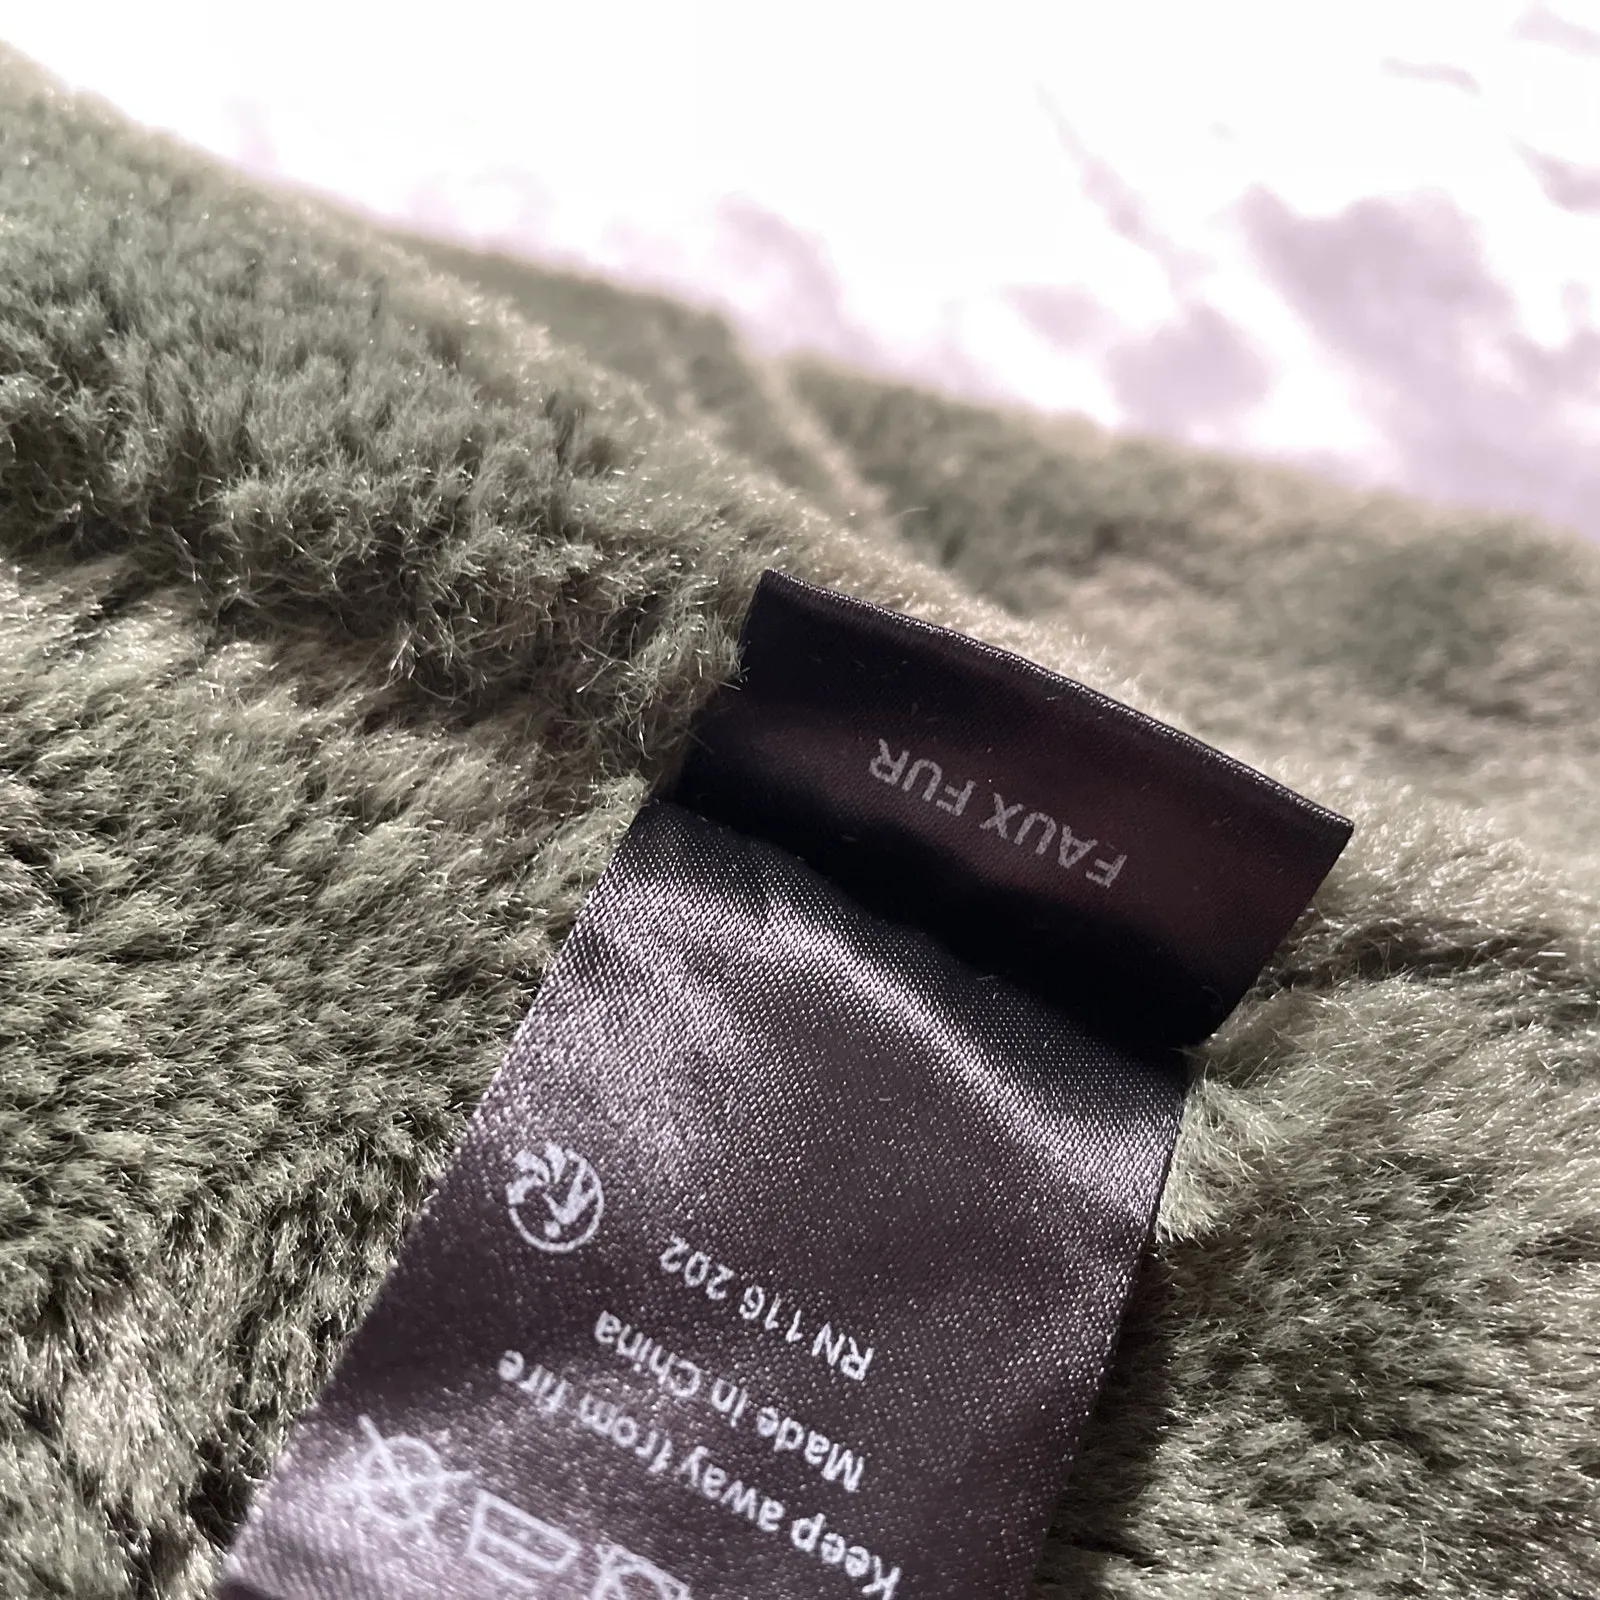 FAUX FUR
Keep away from fire
Made in China
RN 116 202